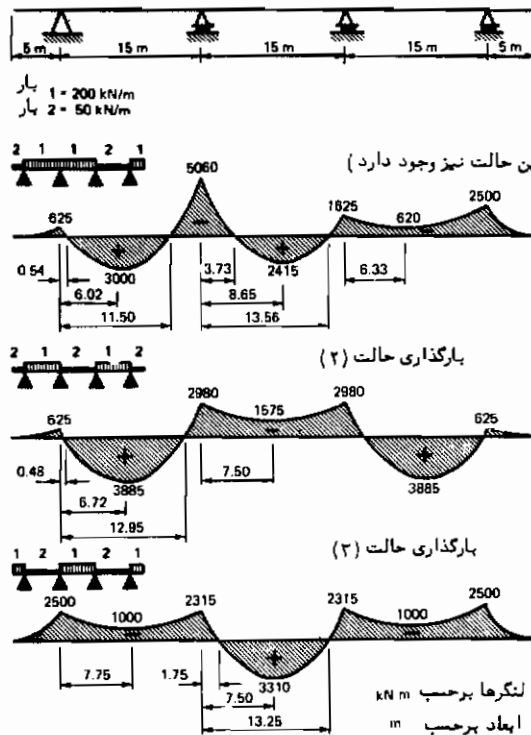 5 m 15 m 15 m 15 m 5 m
بار 1 = 200 kN/m
بار 2 = 50 kN/m
2 1 1 2 1
ن حالت نیز وجود دارد )
5060
625 1625 620 2500
0.54 3000 3.73 2415 6.33
6.02 8.65
11.50 13.56
2 1 2 1 2
بارگذاری حالت (۲)
2980 2980
625 1575 625
0.48 3885 7.50 3885
6.72
12.95
1 2 1 2 1
بارگذاری حالت (۳)
2500 2315 2315 2500
1000 1000
7.75 1.75 3310
7.50
13.25
لنگرها برحسب kN m
ابعاد برحسب m